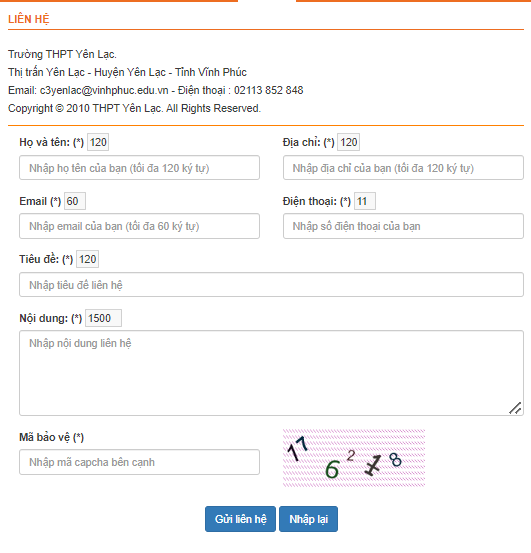 LIÊN HỆ
Trường THPT Yên Lạc.
Thị trấn Yên Lạc - Huyện Yên Lạc - Tỉnh Vĩnh Phúc
Email: c3yenlac@vinhphuc.edu.vn - Điện thoại : 02113 852 848
Copyright © 2010 THPT Yên Lạc. All Rights Reserved.
Họ và tên: (*) 120
Nhập họ tên của bạn (tối đa 120 ký tự)
Địa chỉ: (*) 120
Nhập địa chỉ của bạn (tối đa 120 ký tự)
Email (*) 60
Nhập email của bạn (tối đa 60 ký tự)
Điện thoại: (*) 11
Nhập số điện thoại của bạn
Tiêu đề: (*) 120
Nhập tiêu đề liên hệ
Nội dung: (*) 1500
Nhập nội dung liên hệ
Mã bảo vệ (*)
Nhập mã capcha bên cạnh
17 6 2 1 8
Gửi liên hệ Nhập lại